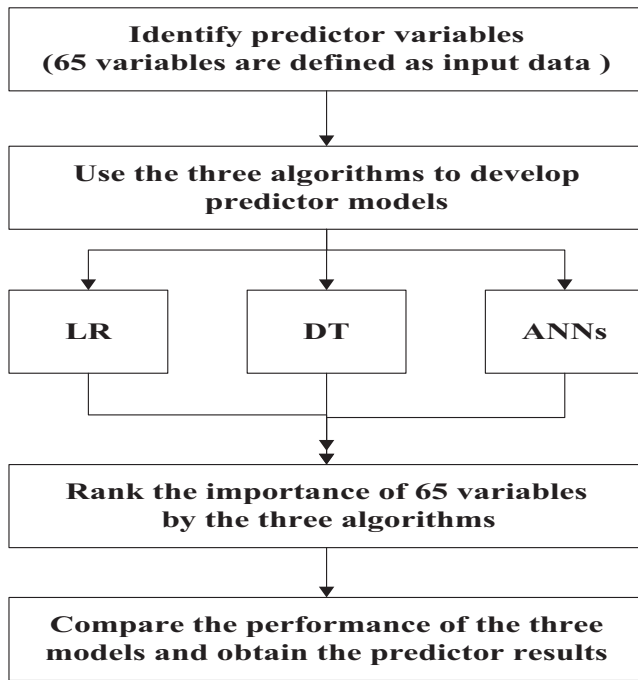 Identify predictor variables
(65 variables are defined as input data )
Use the three algorithms to develop
predictor models
LR
DT
ANNs
Rank the importance of 65 variables
by the three algorithms
Compare the performance of the three
models and obtain the predictor results